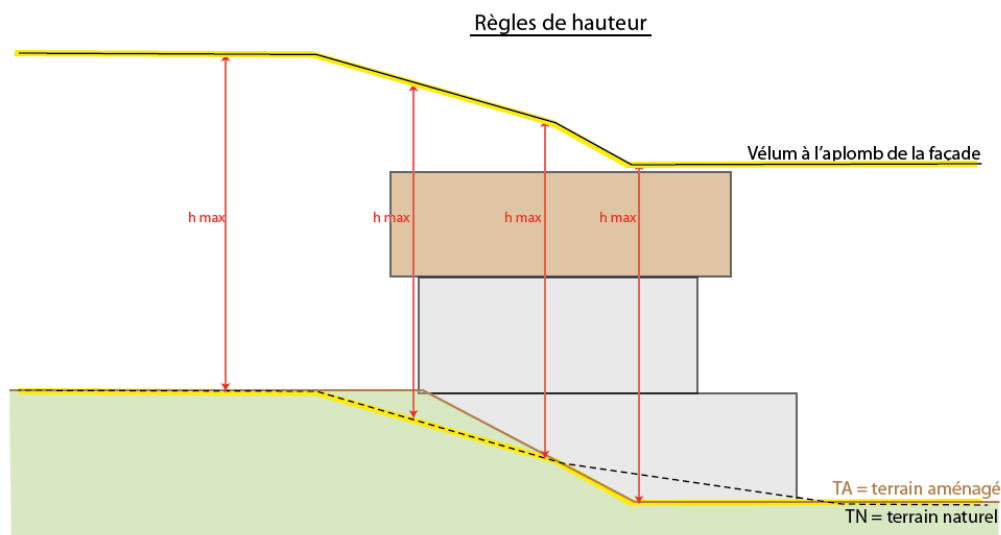 Règles de hauteur
Vélum à l'aplomb de la façade
h max
h max
h max
h max
TA = terrain aménagé
TN = terrain naturel